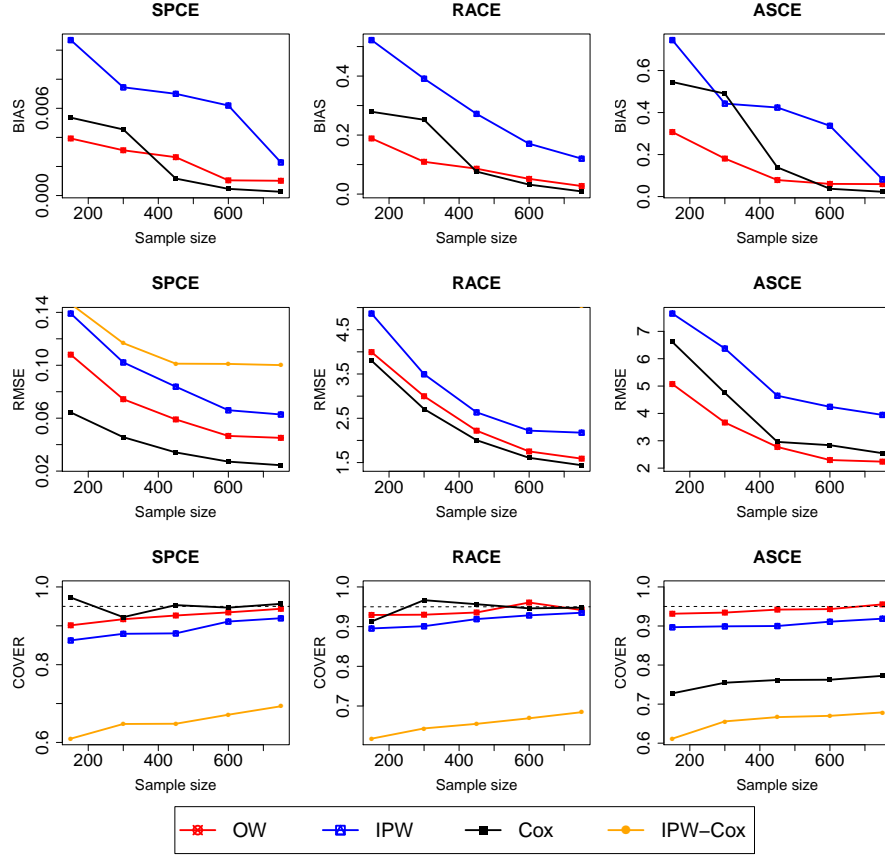 SPCE
RACE
ASCE
BIAS
0.000
0.006
200
400
600
Sample size
BIAS
0.0
0.2
0.4
200
400
600
Sample size
BIAS
0.0
0.2
0.4
0.6
200
400
600
Sample size
SPCE
RACE
ASCE
RMSE
0.02
0.06
0.10
0.14
200
400
600
Sample size
RMSE
1.5
2.5
3.5
4.5
200
400
600
Sample size
RMSE
2
3
4
5
6
7
200
400
600
Sample size
SPCE
RACE
ASCE
COVER
0.6
0.7
0.8
0.9
1.0
200
400
600
Sample size
COVER
0.7
0.8
0.9
1.0
200
400
600
Sample size
COVER
0.6
0.7
0.8
0.9
1.0
200
400
600
Sample size
OW
IPW
Cox
IPW−Cox